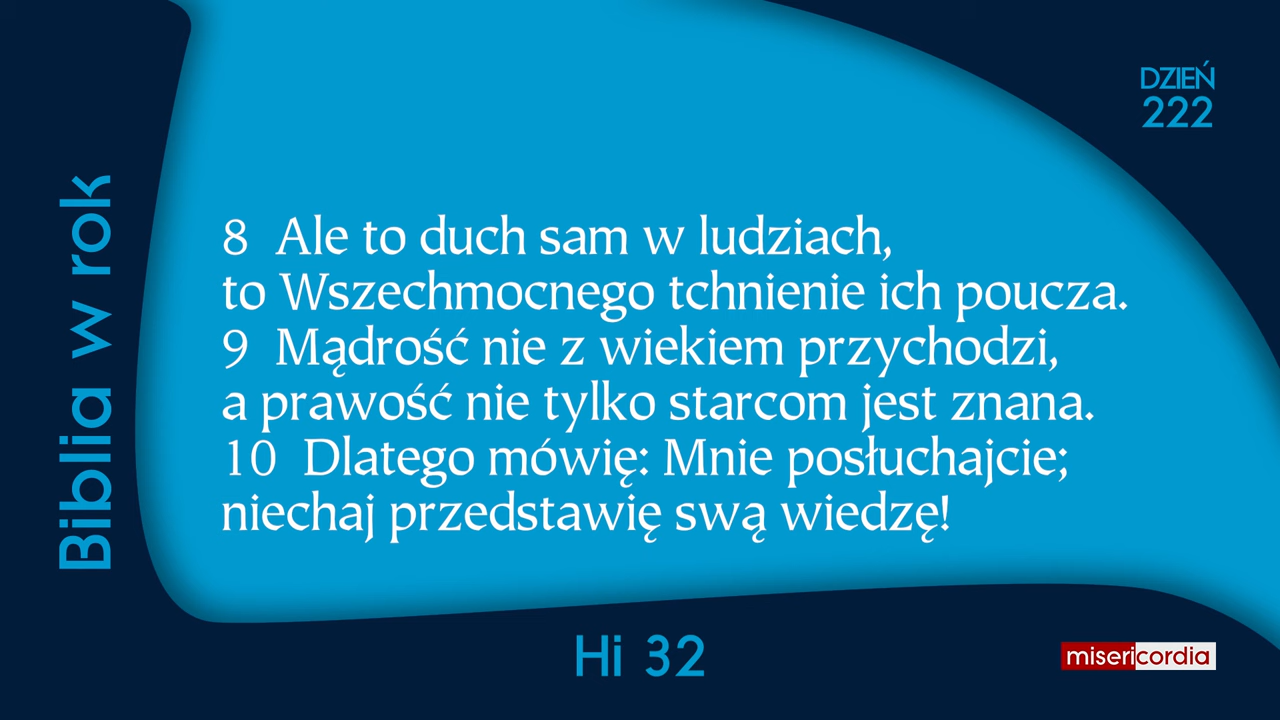 DZIEŃ
222
Biblia w rok
8 Ale to duch sam w ludziach,
to Wszechmocnego tchnienie ich poucza.
9 Mądrość nie z wiekiem przychodzi,
a prawość nie tylko starcom jest znana.
10 Dlatego mówię: Mnie posłuchajcie;
niechaj przedstawię swą wiedzę!
Hi 32
misericordia